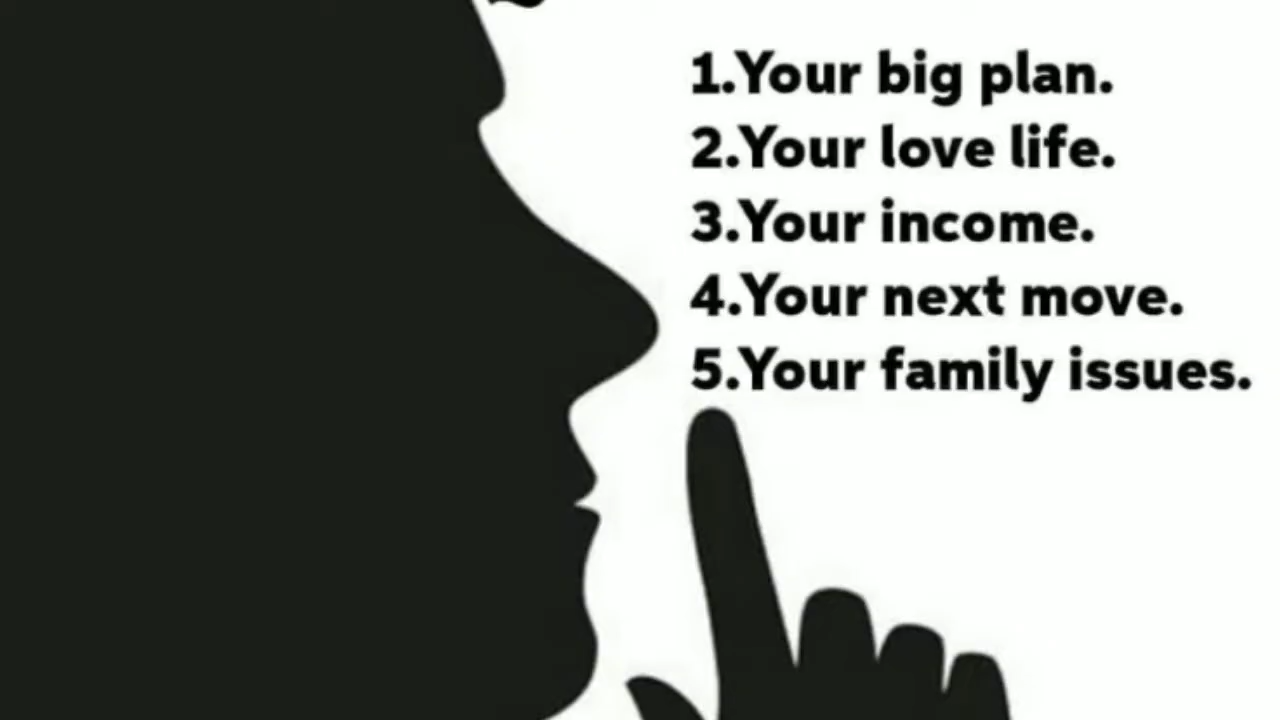 1.Your big plan.
2.Your love life.
3.Your income.
4.Your next move.
5.Your family issues.